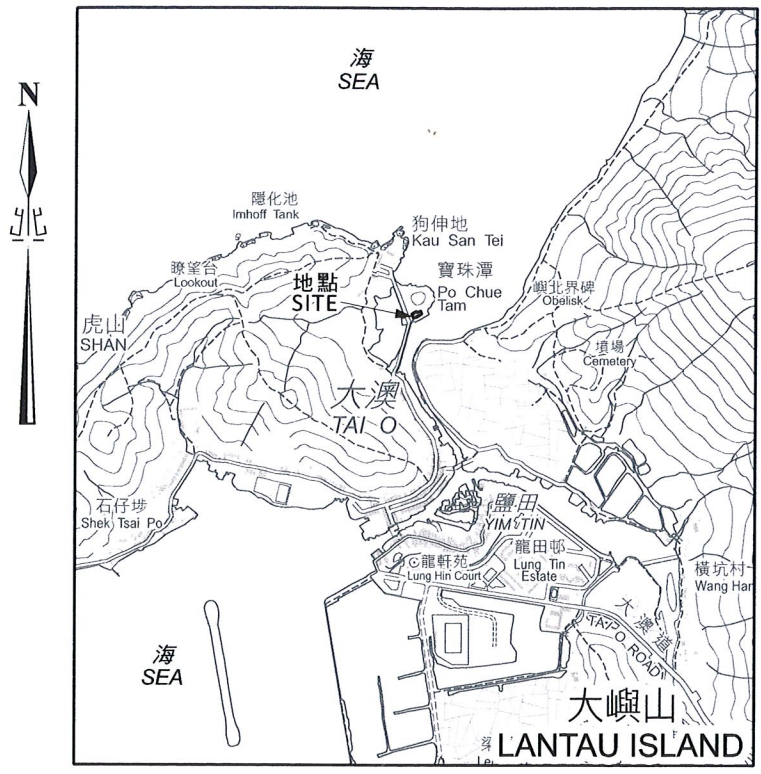 N
海
SEA
隱化池
Imhoff Tank
狗伸地
Kau San Tei
瞭望台
Lookout
寶珠潭
Po Chue
Tam
地點
SITE
嶼北界碑
Obelisk
虎山
SHAN
墳場
Cemetery
大澳
TAI O
石仔埗
Shek Tsai Po
鹽田
YIM TIN
龍軒苑
Lung Hin Court
龍田邨
Lung Tin
Estate
橫坑村
Wang Han
大澳道
TAI O ROAD
海
SEA
大嶼山
LANTAU ISLAND